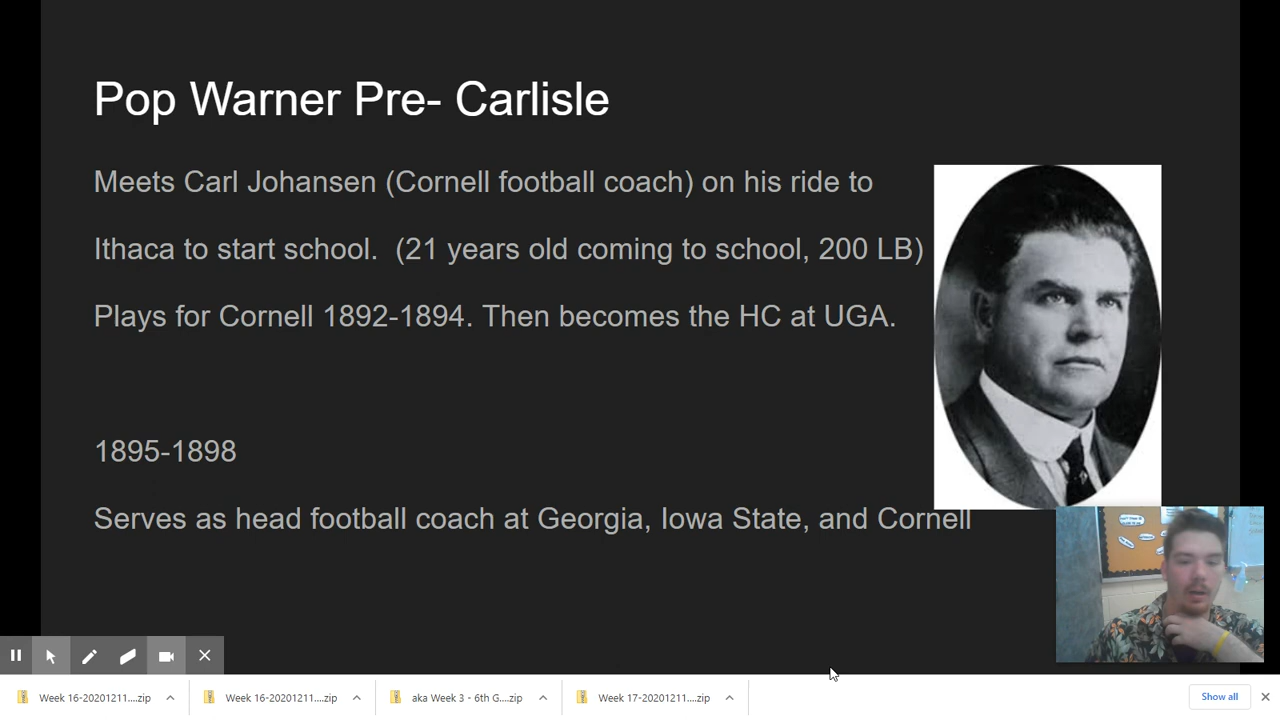 Pop Warner Pre- Carlisle
Meets Carl Johansen (Cornell football coach) on his ride to
Ithaca to start school.  (21 years old coming to school, 200 LB)
Plays for Cornell 1892-1894. Then becomes the HC at UGA.
1895-1898
Serves as head football coach at Georgia, Iowa State, and Cornell
Week 16-20201211....zip
Week 16-20201211....zip
aka Week 3 - 6th G....zip
Week 17-20201211....zip
Show all